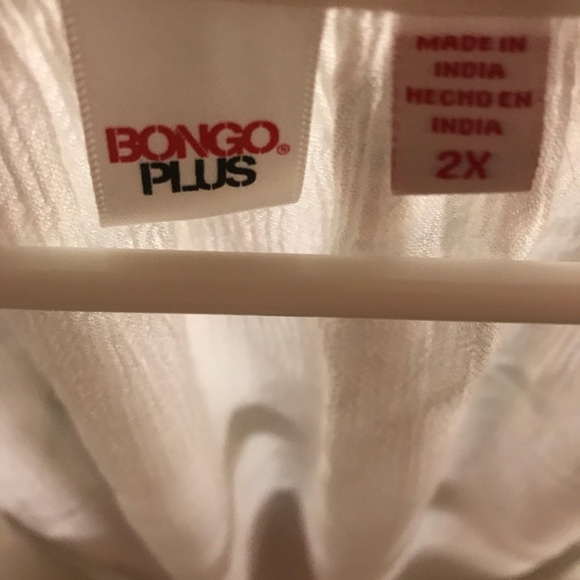 BONGO®
PLUS
MADE IN
INDIA
HECHO EN
INDIA
2X